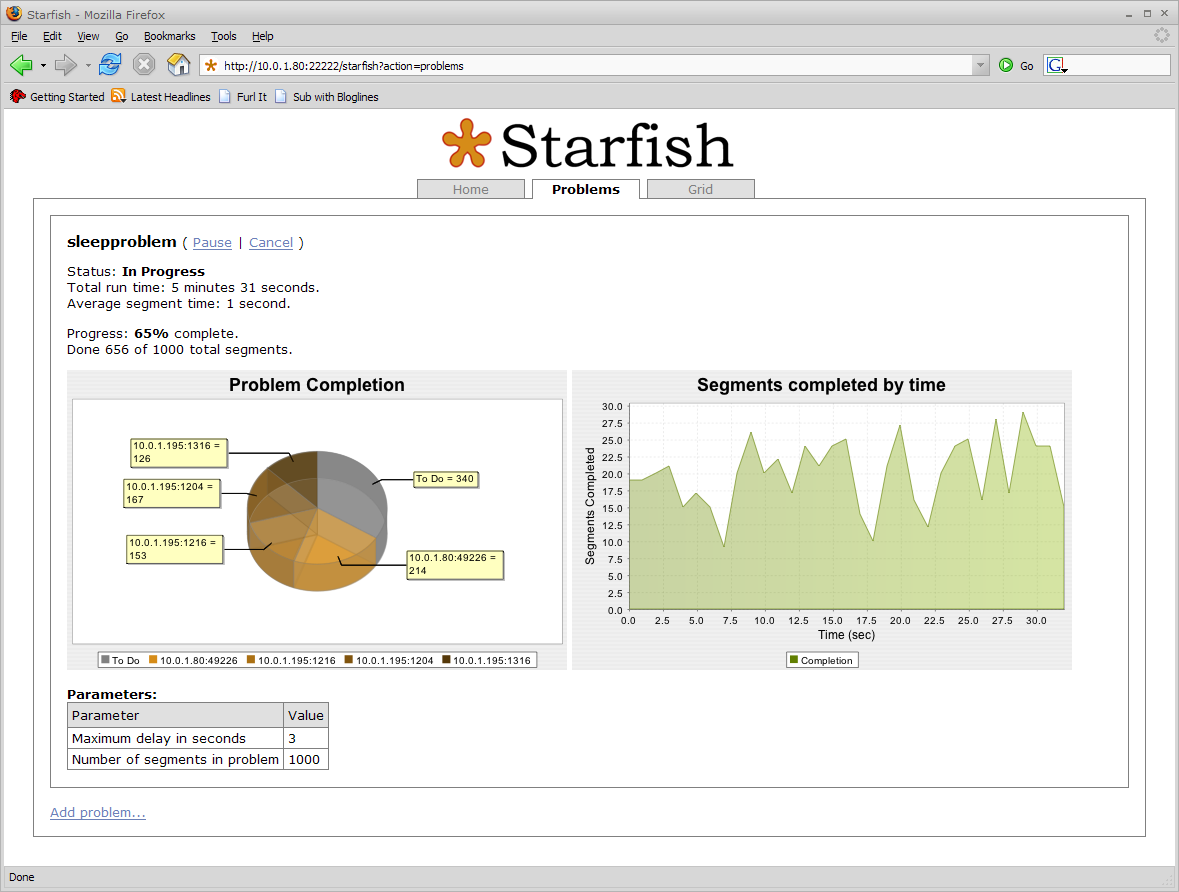 Starfish - Mozilla Firefox
File Edit View Go Bookmarks Tools Help
http://10.0.1.80:22222/starfish?action=problems
Go
G
Getting Started Latest Headlines Furl It Sub with Bloglines
Starfish
Home Problems Grid
sleepproblem ( Pause | Cancel )
Status: In Progress
Total run time: 5 minutes 31 seconds.
Average segment time: 1 second.
Progress: 65% complete.
Done 656 of 1000 total segments.
Problem Completion
10.0.1.195:1316 =
126
10.0.1.195:1204 =
167
10.0.1.195:1216 =
153
To Do = 340
10.0.1.80:49226 =
214
To Do 10.0.1.80:49226 10.0.1.195:1216 10.0.1.195:1204 10.0.1.195:1316
Segments completed by time
Segments Completed
30.0
27.5
25.0
22.5
20.0
17.5
15.0
12.5
10.0
7.5
5.0
2.5
0.0
0.0 2.5 5.0 7.5 10.0 12.5 15.0 17.5 20.0 22.5 25.0 27.5 30.0
Time (sec)
Completion
Parameters:
Parameter Value
Maximum delay in seconds 3
Number of segments in problem 1000
Add problem...
Done